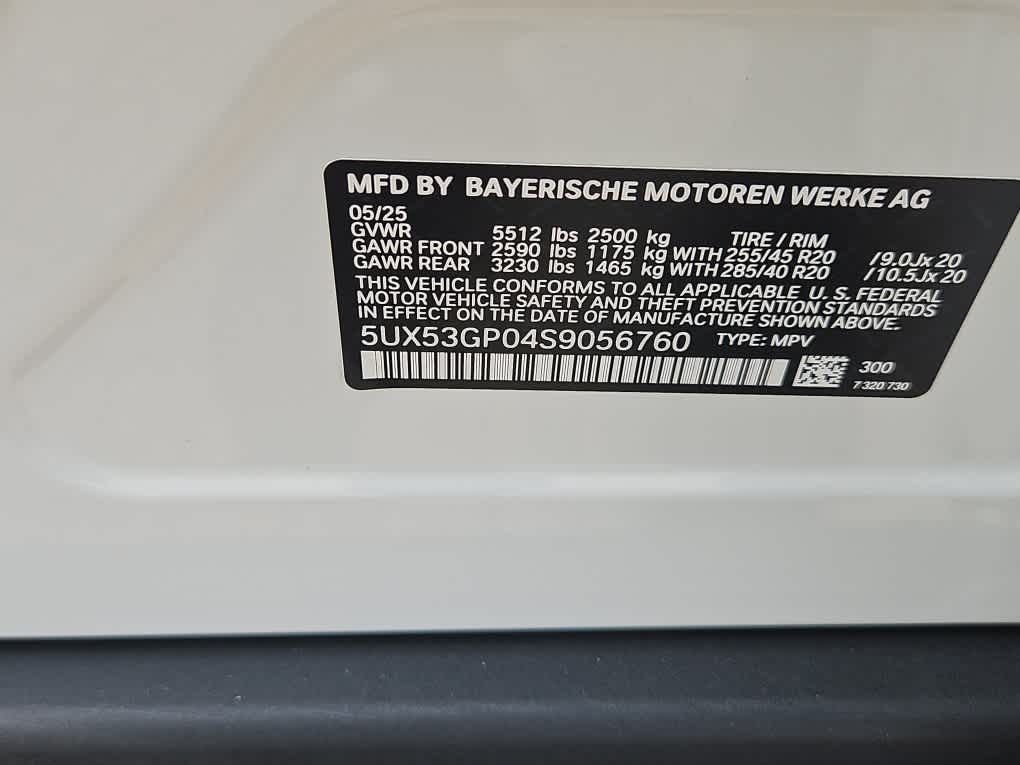 MFD BY BAYERISCHE MOTOREN WERKE AG
05/25
GVWR 5512 lbs 2500 kg TIRE / RIM
GAWR FRONT 2590 lbs 1175 kg WITH 255/45 R20 /9.0Jx20
GAWR REAR 3230 lbs 1465 kg WITH 285/40 R20 /10.5Jx20
THIS VEHICLE CONFORMS TO ALL APPLICABLE U. S. FEDERAL
MOTOR VEHICLE SAFETY AND THEFT PREVENTION STANDARDS
IN EFFECT ON THE DATE OF MANUFACTURE SHOWN ABOVE.
5UX53GP04S9056760 TYPE: MPV
300
7 320 730